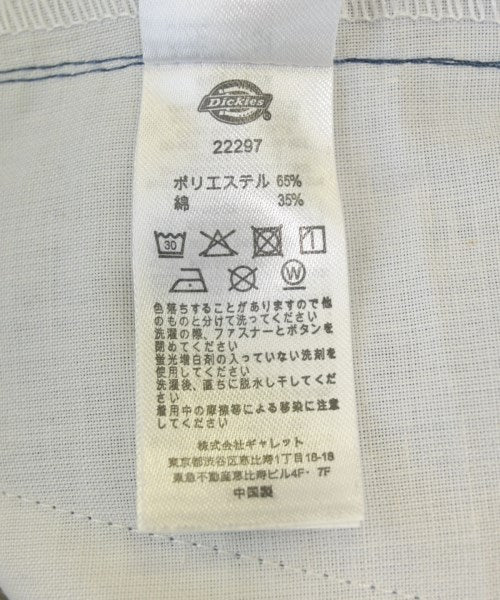 Dickies
22297
ポリエステル 65%
綿 35%
30
W
色落ちすることがありますので他
のものと分けて洗ってください
洗濯の際、ファスナーとボタンを
閉めてください
蛍光増白剤の入っていない洗剤を
使用してください
洗濯後、直ちに脱水し干してくだ
さい
着用中の摩擦等による移染に注意
してください
株式会社ギャレット
東京都渋谷区恵比寿1丁目18-18
東急不動産恵比寿ビル4F・7F
中国製